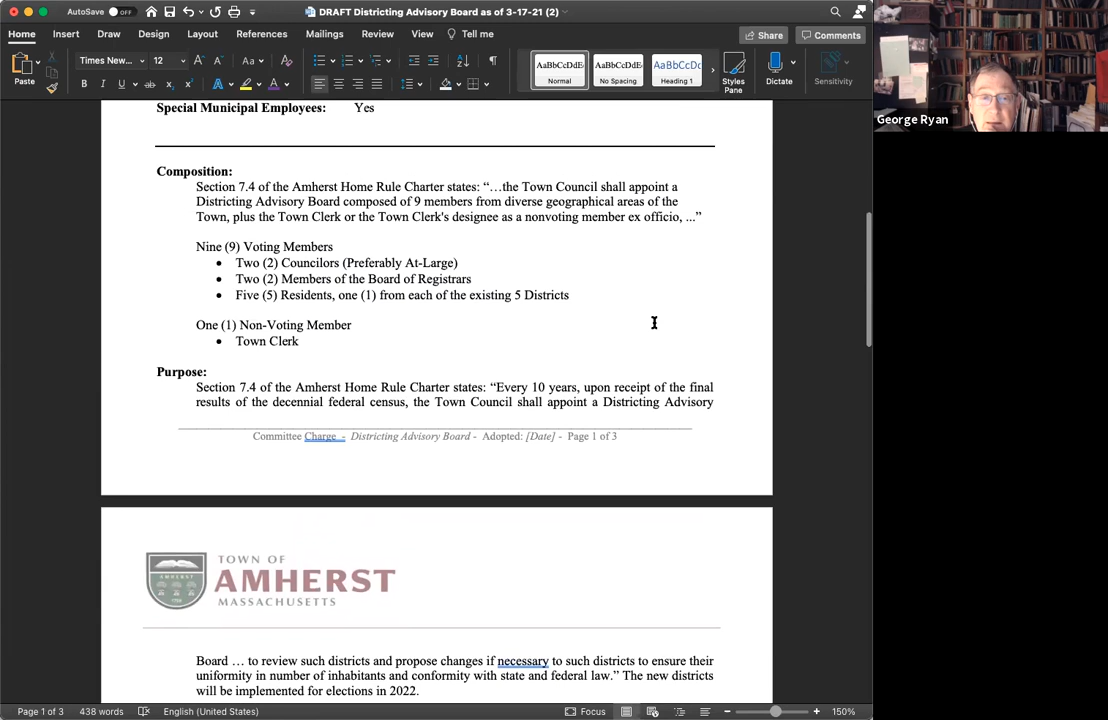 AutoSave OFF DRAFT Districting Advisory Board as of 3-17-21 (2)
Home Insert Draw Design Layout References Mailings Review View Tell me Share Comments
Paste Times New... 12 A A Aa A AaBbCcDdE AaBbCcDdE AaBbCcDc Styles Pane Dictate Sensitivity
B I U ab x x A A Normal No Spacing Heading 1
George Ryan
Special Municipal Employees: Yes
Composition:
Section 7.4 of the Amherst Home Rule Charter states: “…the Town Council shall appoint a
Districting Advisory Board composed of 9 members from diverse geographical areas of the
Town, plus the Town Clerk or the Town Clerk's designee as a nonvoting member ex officio, ...”
Nine (9) Voting Members
• Two (2) Councilors (Preferably At-Large)
• Two (2) Members of the Board of Registrars
• Five (5) Residents, one (1) from each of the existing 5 Districts
One (1) Non-Voting Member
• Town Clerk
Purpose:
Section 7.4 of the Amherst Home Rule Charter states: “Every 10 years, upon receipt of the final
results of the decennial federal census, the Town Council shall appoint a Districting Advisory
Committee Charge - Districting Advisory Board - Adopted: [Date] - Page 1 of 3
AMHERST
TOWN OF
AMHERST
MASSACHUSETTS
Board … to review such districts and propose changes if necessary to such districts to ensure their
uniformity in number of inhabitants and conformity with state and federal law.” The new districts
will be implemented for elections in 2022.
Page 1 of 3 438 words English (United States) Focus 150%